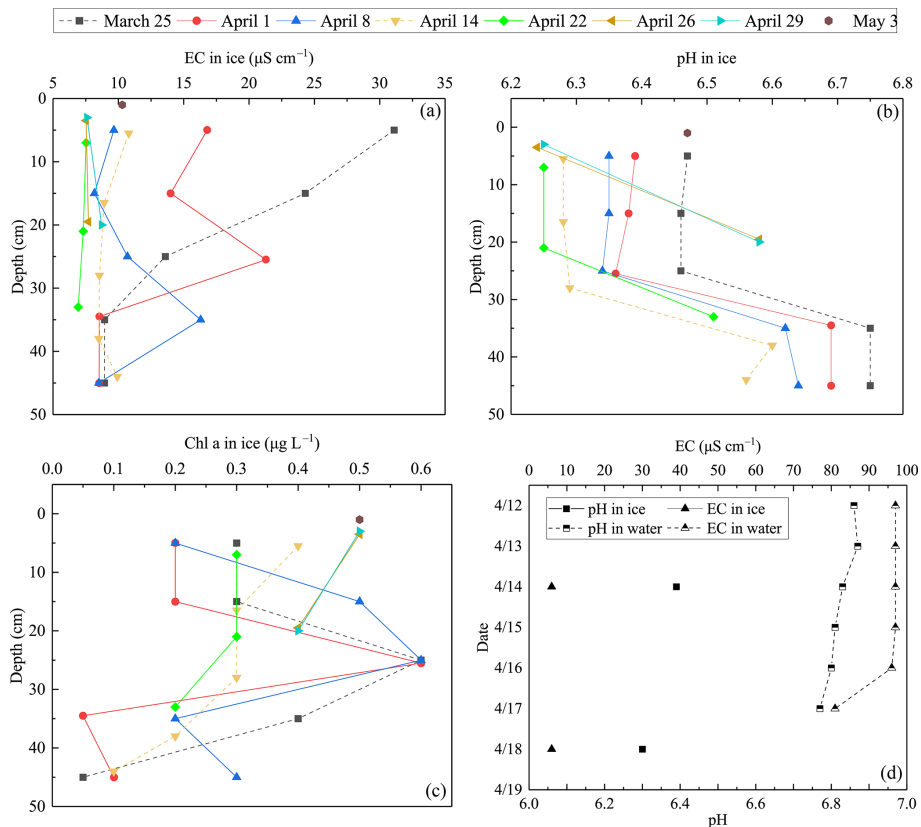 March 25 April 1 April 8 April 14 April 22 April 26 April 29 May 3
EC in ice (µS cm⁻¹)
5 10 15 20 25 30 35
0
10
20
30
40
50
Depth (cm)
(a)
pH in ice
6.2 6.3 6.4 6.5 6.6 6.7 6.8
0
10
20
30
40
50
Depth (cm)
(b)
Chl a in ice (µg L⁻¹)
0.0 0.1 0.2 0.3 0.4 0.5 0.6
0
10
20
30
40
50
Depth (cm)
(c)
EC (µS cm⁻¹)
0 10 20 30 40 50 60 70 80 90 100
pH in ice EC in ice
pH in water EC in water
4/12
4/13
4/14
4/15
4/16
4/17
4/18
4/19
Date
(d)
6.0 6.2 6.4 6.6 6.8 7.0
pH